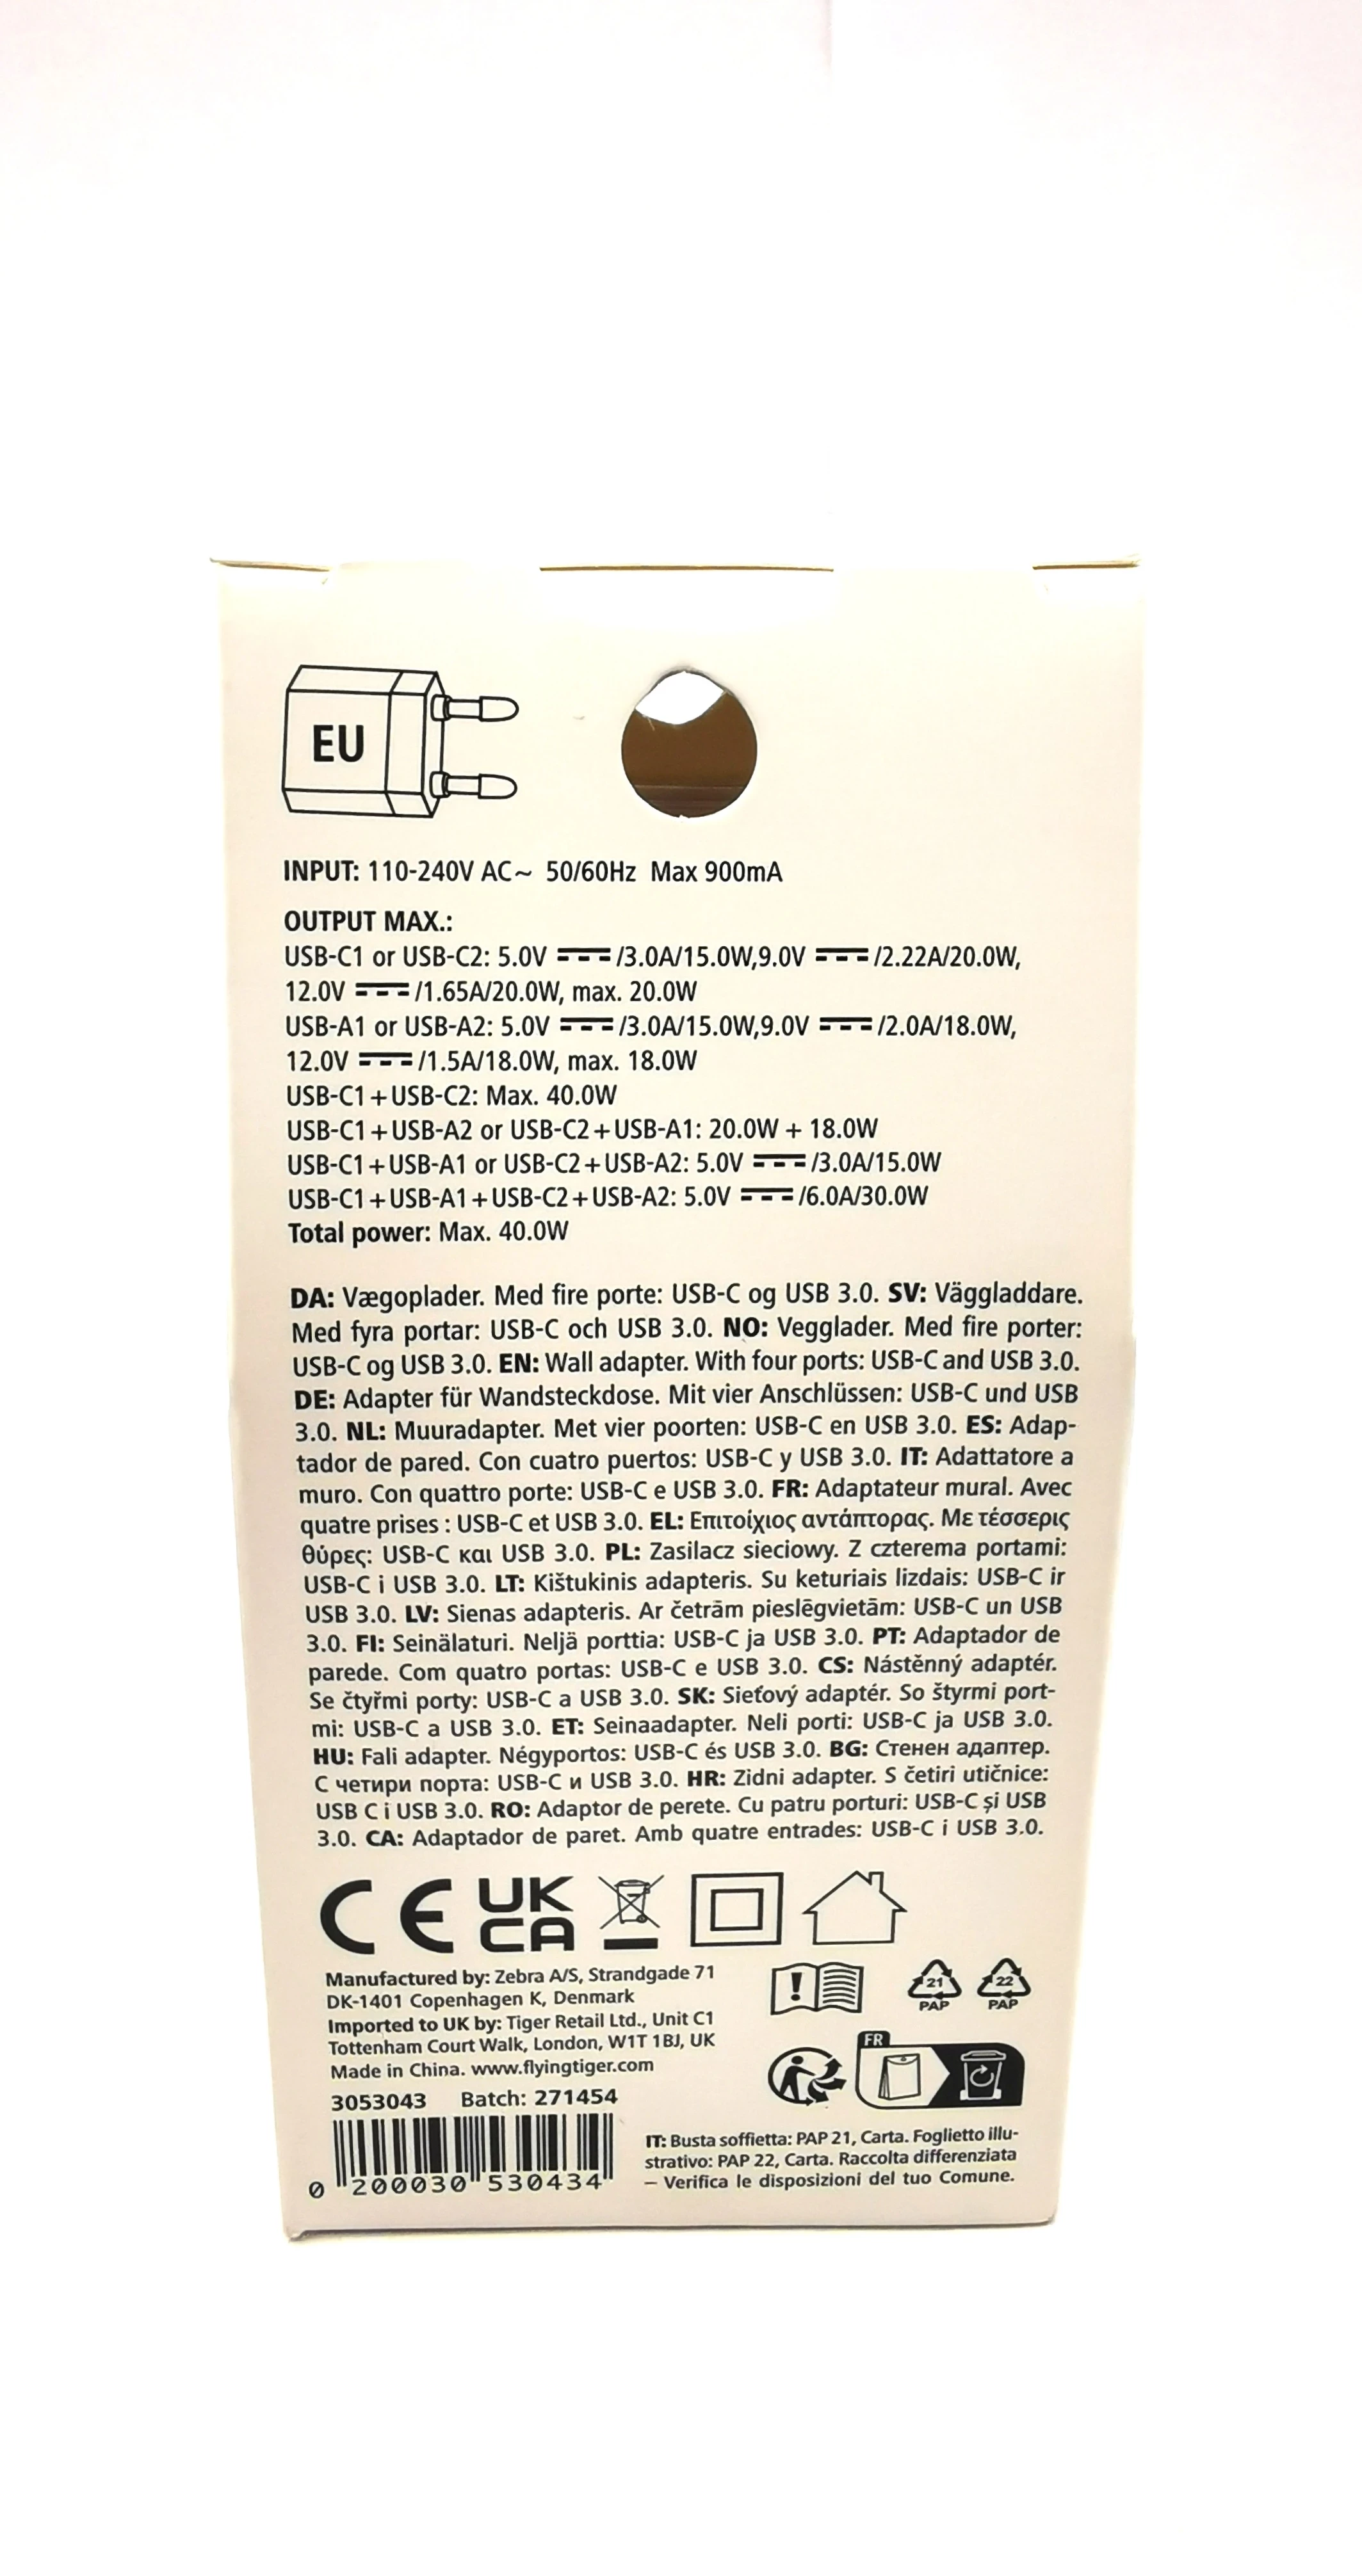 EU
INPUT: 110-240V AC~ 50/60Hz Max 900mA
OUTPUT MAX.:
USB-C1 or USB-C2: 5.0V ⎓/3.0A/15.0W,9.0V ⎓/2.22A/20.0W,
12.0V ⎓/1.65A/20.0W, max. 20.0W
USB-A1 or USB-A2: 5.0V ⎓/3.0A/15.0W,9.0V ⎓/2.0A/18.0W,
12.0V ⎓/1.5A/18.0W, max. 18.0W
USB-C1+USB-C2: Max. 40.0W
USB-C1+USB-A2 or USB-C2+USB-A1: 20.0W + 18.0W
USB-C1+USB-A1 or USB-C2+USB-A2: 5.0V ⎓/3.0A/15.0W
USB-C1+USB-A1+USB-C2+USB-A2: 5.0V ⎓/6.0A/30.0W
Total power: Max. 40.0W
DA: Vægoplader. Med fire porte: USB-C og USB 3.0. SV: Väggladdare.
Med fyra portar: USB-C och USB 3.0. NO: Vegglader. Med fire porter:
USB-C og USB 3.0. EN: Wall adapter. With four ports: USB-C and USB 3.0.
DE: Adapter für Wandsteckdose. Mit vier Anschlüssen: USB-C und USB
3.0. NL: Muuradapter. Met vier poorten: USB-C en USB 3.0. ES: Adap-
tador de pared. Con cuatro puertos: USB-C y USB 3.0. IT: Adattatore a
muro. Con quattro porte: USB-C e USB 3.0. FR: Adaptateur mural. Avec
quatre prises : USB-C et USB 3.0. EL: Επιτοίχιος αντάπτορας. Με τέσσερις
θύρες: USB-C και USB 3.0. PL: Zasilacz sieciowy. Z czterema portami:
USB-C i USB 3.0. LT: Kištukinis adapteris. Su keturiais lizdais: USB-C ir
USB 3.0. LV: Sienas adapteris. Ar četrām pieslēgvietām: USB-C un USB
3.0. FI: Seinälaturi. Neljä porttia: USB-C ja USB 3.0. PT: Adaptador de
parede. Com quatro portas: USB-C e USB 3.0. CS: Nástěnný adaptér.
Se čtyřmi porty: USB-C a USB 3.0. SK: Sieťový adaptér. So štyrmi port-
mi: USB-C a USB 3.0. ET: Seinaadapter. Neli porti: USB-C ja USB 3.0.
HU: Fali adapter. Négyportos: USB-C és USB 3.0. BG: Стенен адаптер.
С четири порта: USB-C и USB 3.0. HR: Zidni adapter. S četiri utičnice:
USB C i USB 3.0. RO: Adaptor de perete. Cu patru porturi: USB-C și USB
3.0. CA: Adaptador de paret. Amb quatre entrades: USB-C i USB 3.0.
CE UK
CA
Manufactured by: Zebra A/S, Strandgade 71
DK-1401 Copenhagen K, Denmark
Imported to UK by: Tiger Retail Ltd., Unit C1
Tottenham Court Walk, London, W1T 1BJ, UK
Made in China. www.flyingtiger.com
3053043 Batch: 271454
0 200030 530434
! 21 22
PAP PAP
FR
IT: Busta soffietta: PAP 21, Carta. Foglietto illu-
strativo: PAP 22, Carta. Raccolta differenziata
– Verifica le disposizioni del tuo Comune.